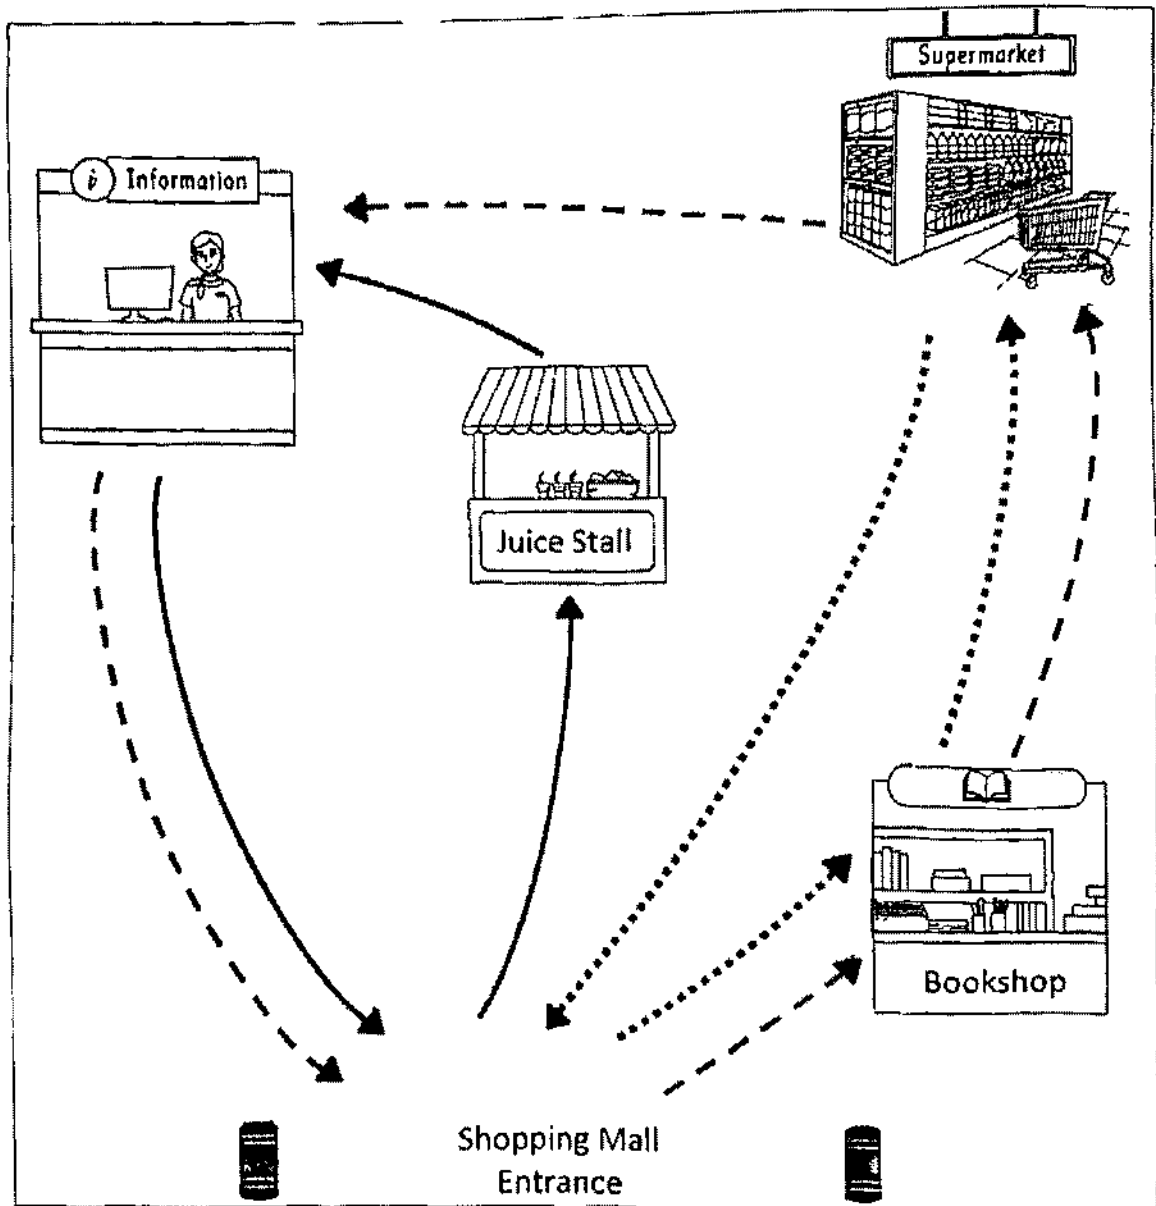 Supermarket
i Information
Juice Stall
Bookshop
Shopping Mall
Entrance